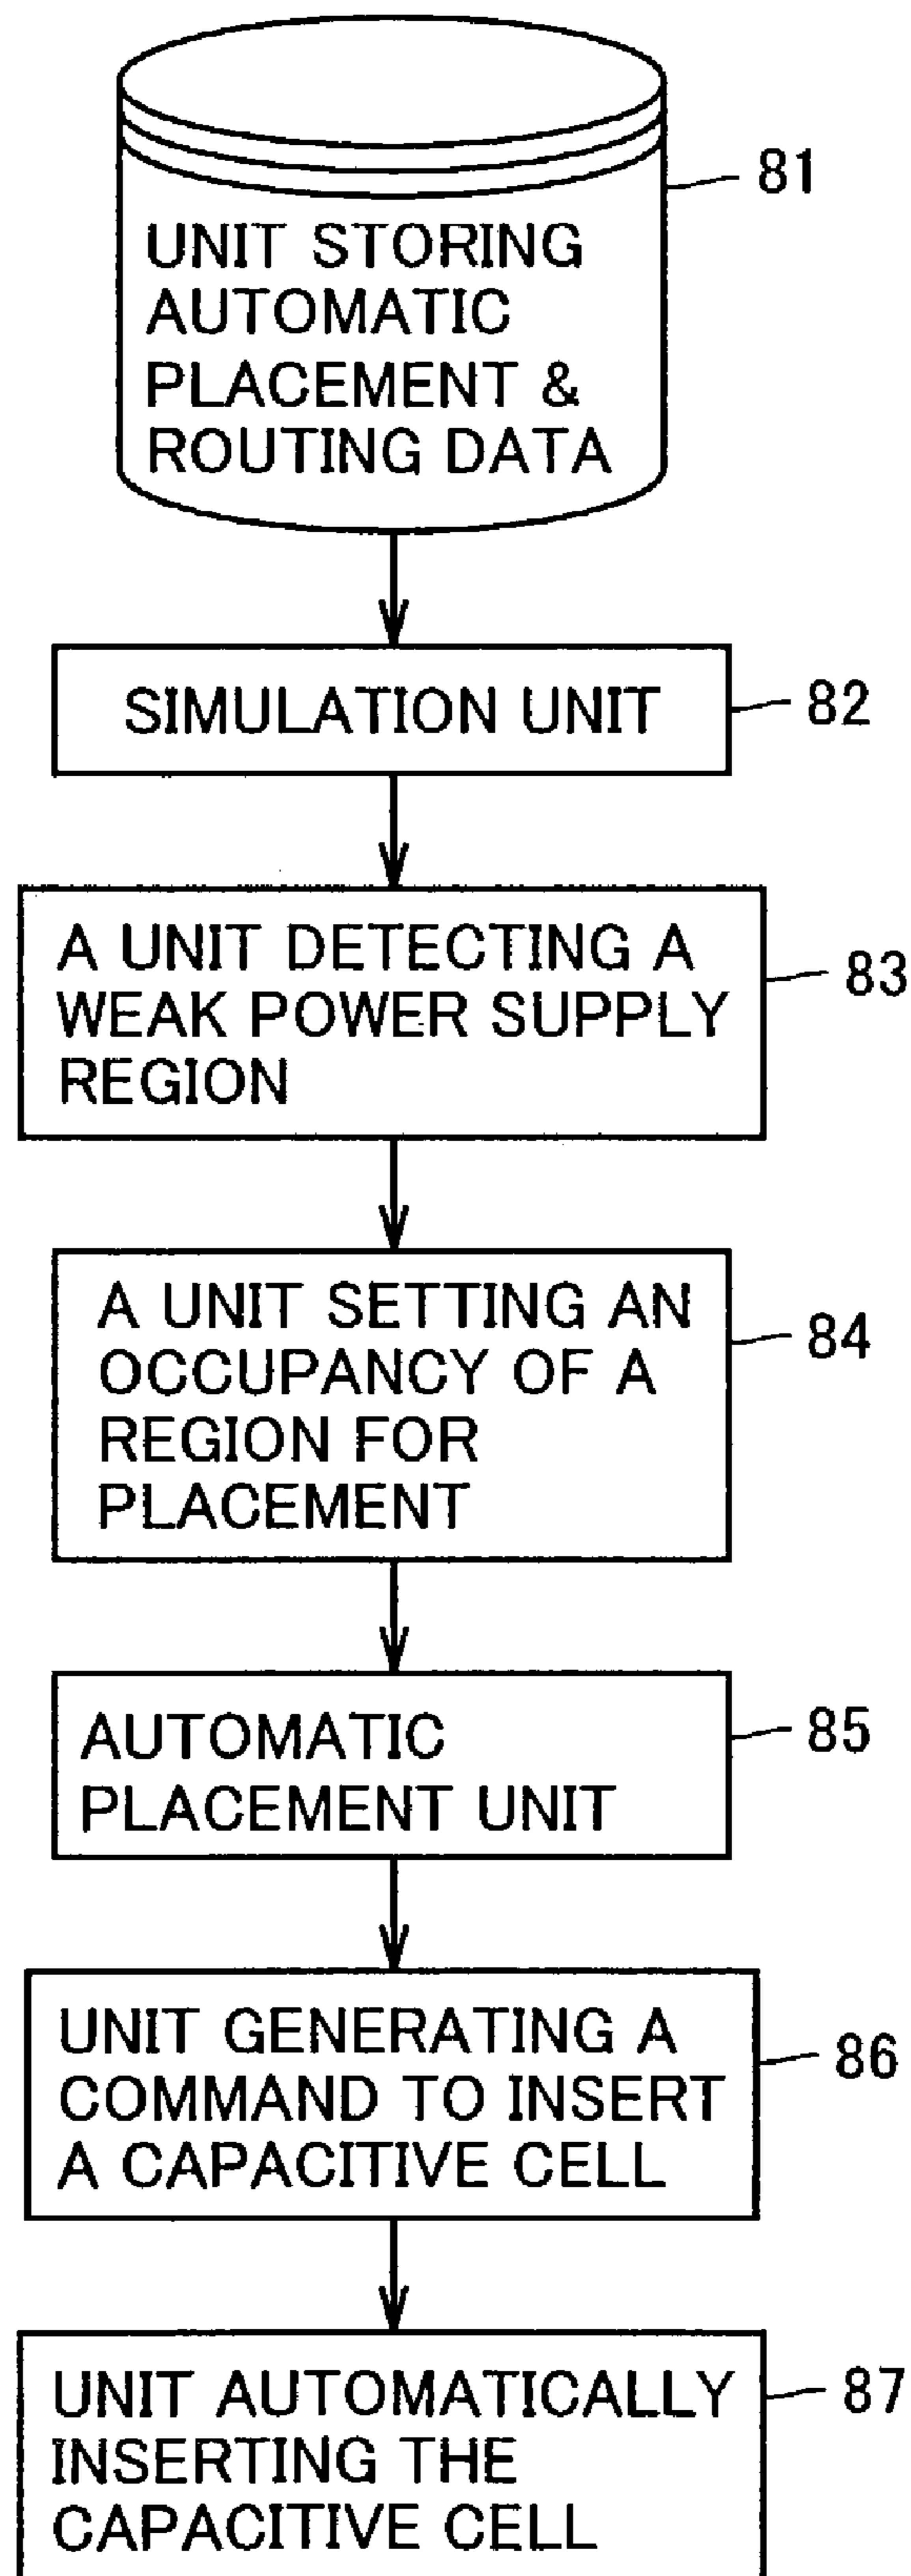 UNIT STORING
AUTOMATIC
PLACEMENT &
ROUTING DATA
81
SIMULATION UNIT
82
A UNIT DETECTING A
WEAK POWER SUPPLY
REGION
83
A UNIT SETTING AN
OCCUPANCY OF A
REGION FOR
PLACEMENT
84
AUTOMATIC
PLACEMENT UNIT
85
UNIT GENERATING A
COMMAND TO INSERT
A CAPACITIVE CELL
86
UNIT AUTOMATICALLY
INSERTING THE
CAPACITIVE CELL
87